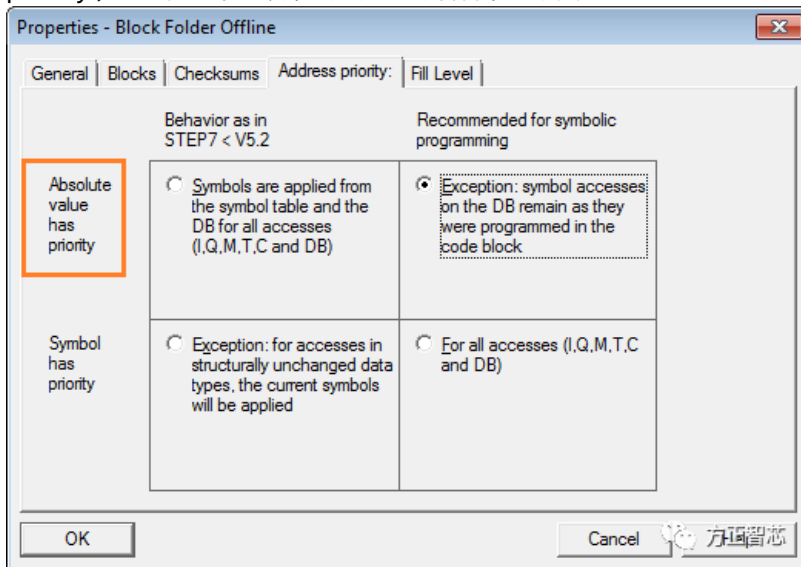 Properties - Block Folder Offline
General
Blocks
Checksums
Address priority:
Fill Level
Behavior as in
STEP7 < V5.2
Recommended for symbolic
programming
Absolute
value
has
priority
Symbols are applied from
the symbol table and the
DB for all accesses
(I,Q,M,T,C and DB)
Exception: symbol accesses
on the DB remain as they
were programmed in the
code block
Symbol
has
priority
Exception: for accesses in
structurally unchanged data
types, the current symbols
will be applied
For all accesses (I,Q,M,T,C
and DB)
OK
Cancel
方正智芯